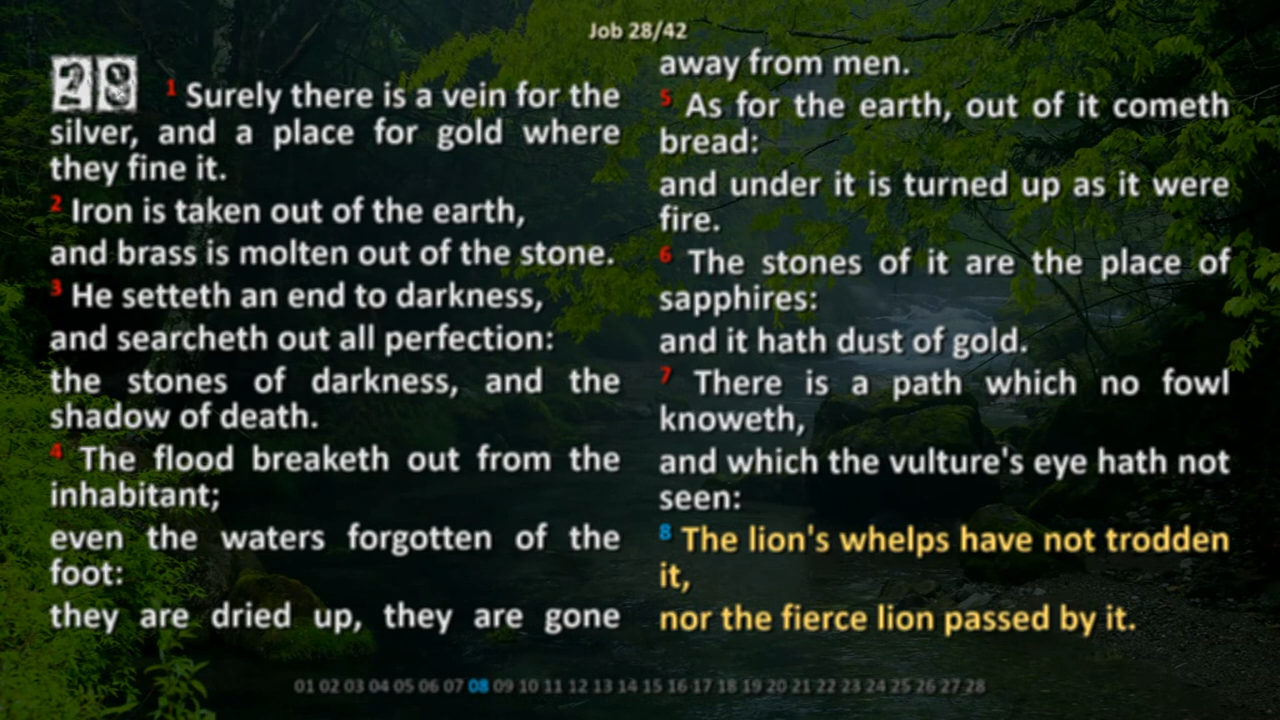 Job 28/42
28 1 Surely there is a vein for the
silver, and a place for gold where
they fine it.
2 Iron is taken out of the earth,
and brass is molten out of the stone.
3 He setteth an end to darkness,
and searcheth out all perfection:
the stones of darkness, and the
shadow of death.
4 The flood breaketh out from the
inhabitant;
even the waters forgotten of the
foot:
they are dried up, they are gone
away from men.
5 As for the earth, out of it cometh
bread:
and under it is turned up as it were
fire.
6 The stones of it are the place of
sapphires:
and it hath dust of gold.
7 There is a path which no fowl
knoweth,
and which the vulture's eye hath not
seen:
8 The lion's whelps have not trodden
it,
nor the fierce lion passed by it.
01 02 03 04 05 06 07 08 09 10 11 12 13 14 15 16 17 18 19 20 21 22 23 24 25 26 27 28